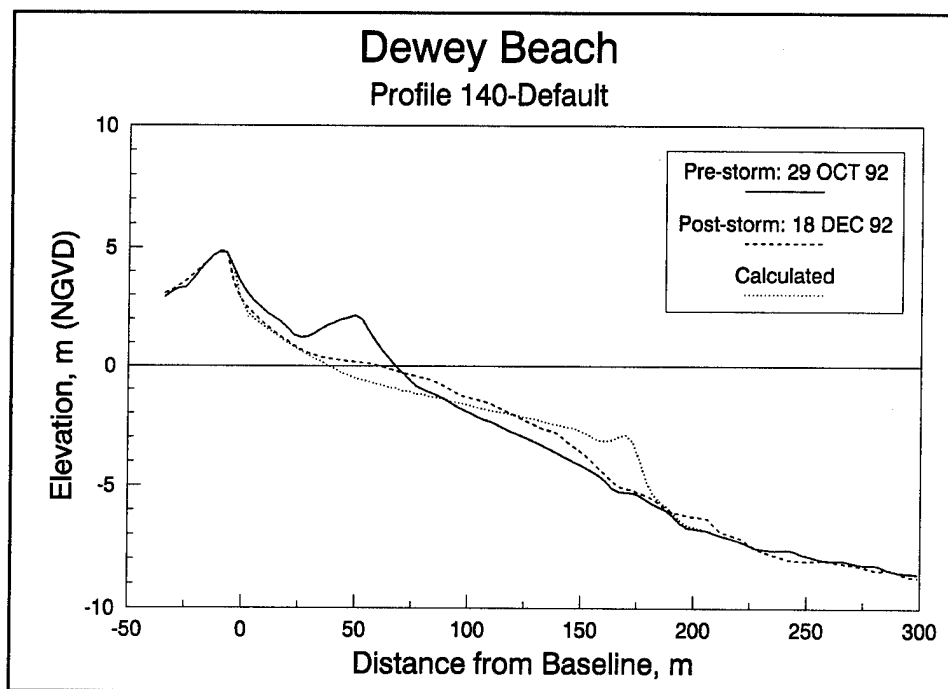 Dewey Beach
Profile 140-Default
10
5
0
-5
-10
Elevation, m (NGVD)
Pre-storm: 29 OCT 92
Post-storm: 18 DEC 92
Calculated
-50
0
50
100
150
200
250
300
Distance from Baseline, m